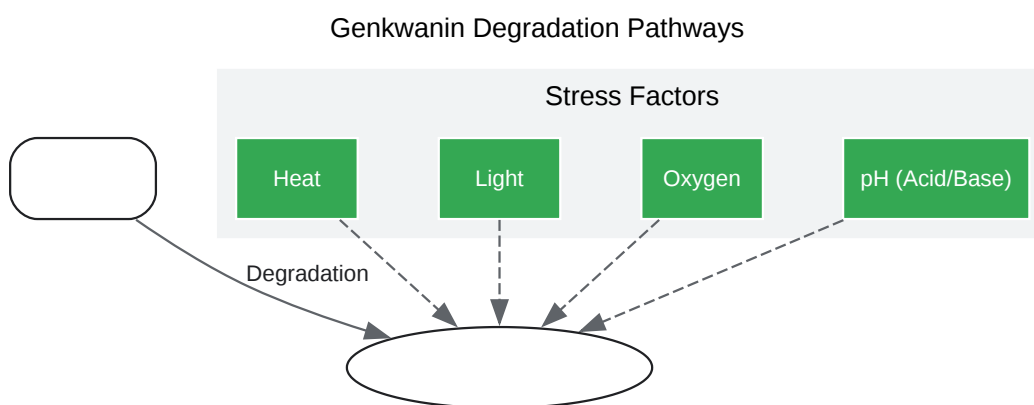 Genkwanin Degradation Pathways
Stress Factors
Heat
Light
Oxygen
pH (Acid/Base)
Degradation